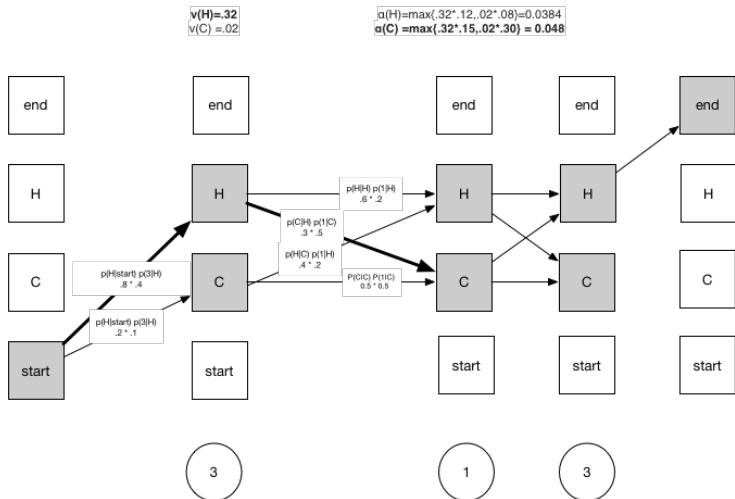 v(H)=.32
v(C) =.02
α(H)=max{.32*.12,.02*.08}=0.0384
α(C) =max{.32*.15,.02*.30} = 0.048
end
end
end
end
end
H
H
p(H|H) p(1|H)
.6 * .2
H
H
H
p(C|H) p(1|C)
.3 * .5
p(H|C) p(1|H)
.4 * .2
C
p(H|start) p(3|H)
.8 * .4
C
P(C|C) P(1|C)
0.5 * 0.5
C
C
C
p(H|start) p(3|H)
.2 * .1
start
start
start
start
start
3
1
3